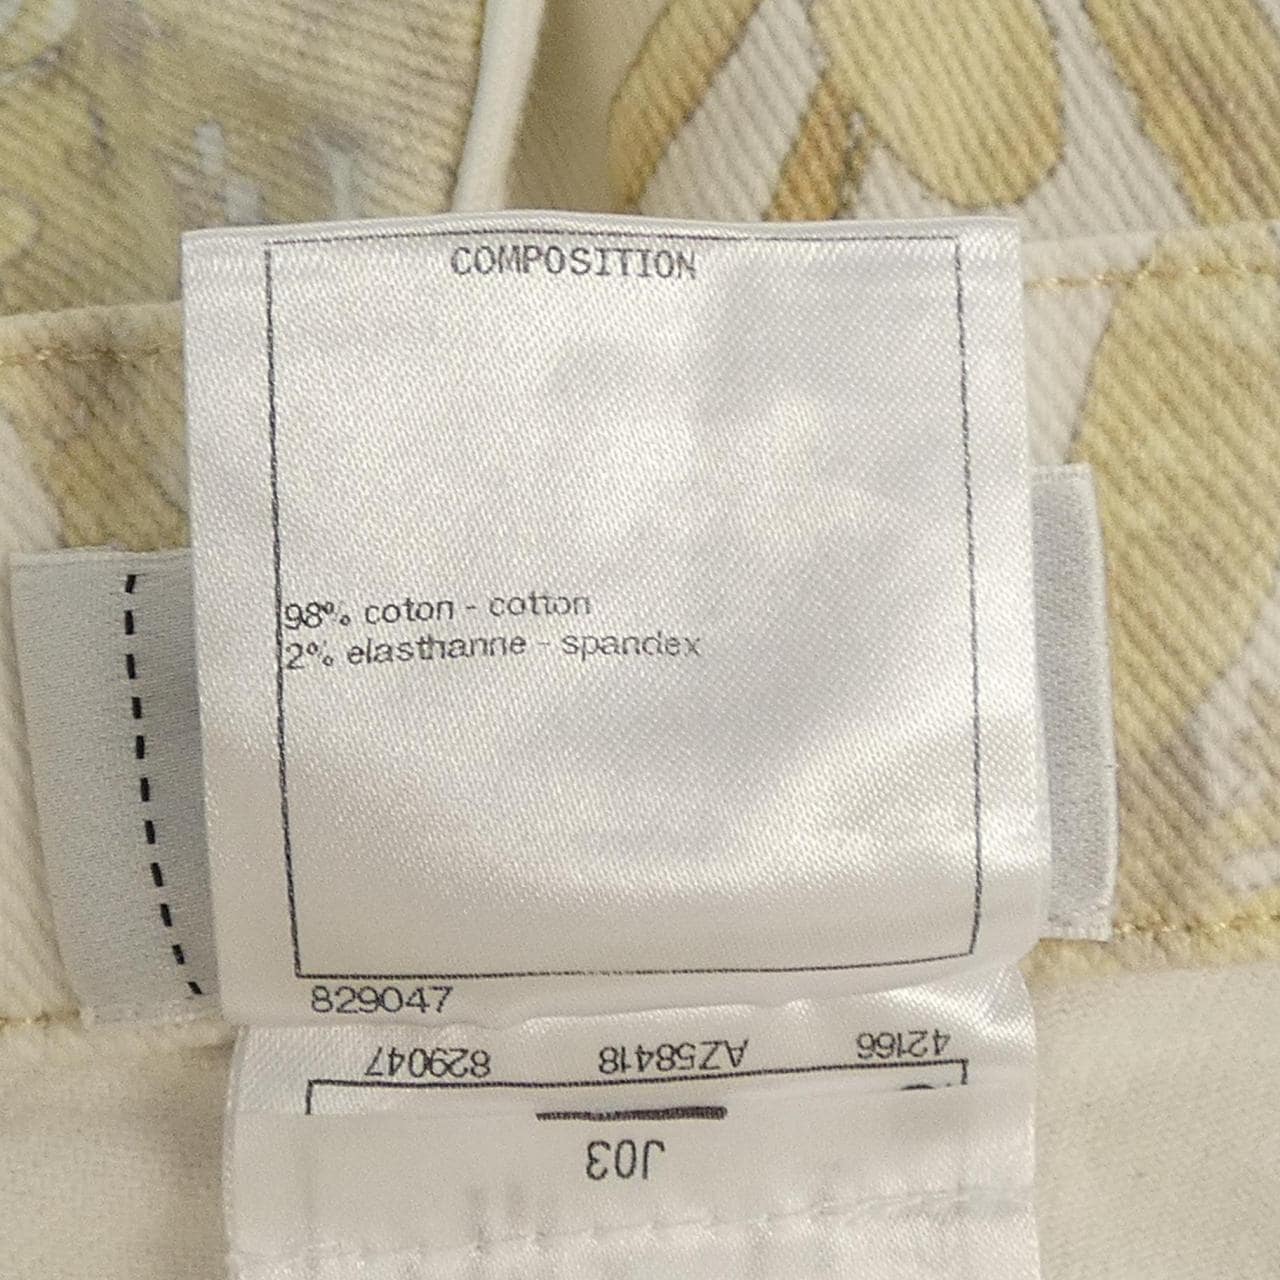 COMPOSITION
98% coton - cotton
2% elasthanne - spandex
829047
42166 AZ58418 829047
J03